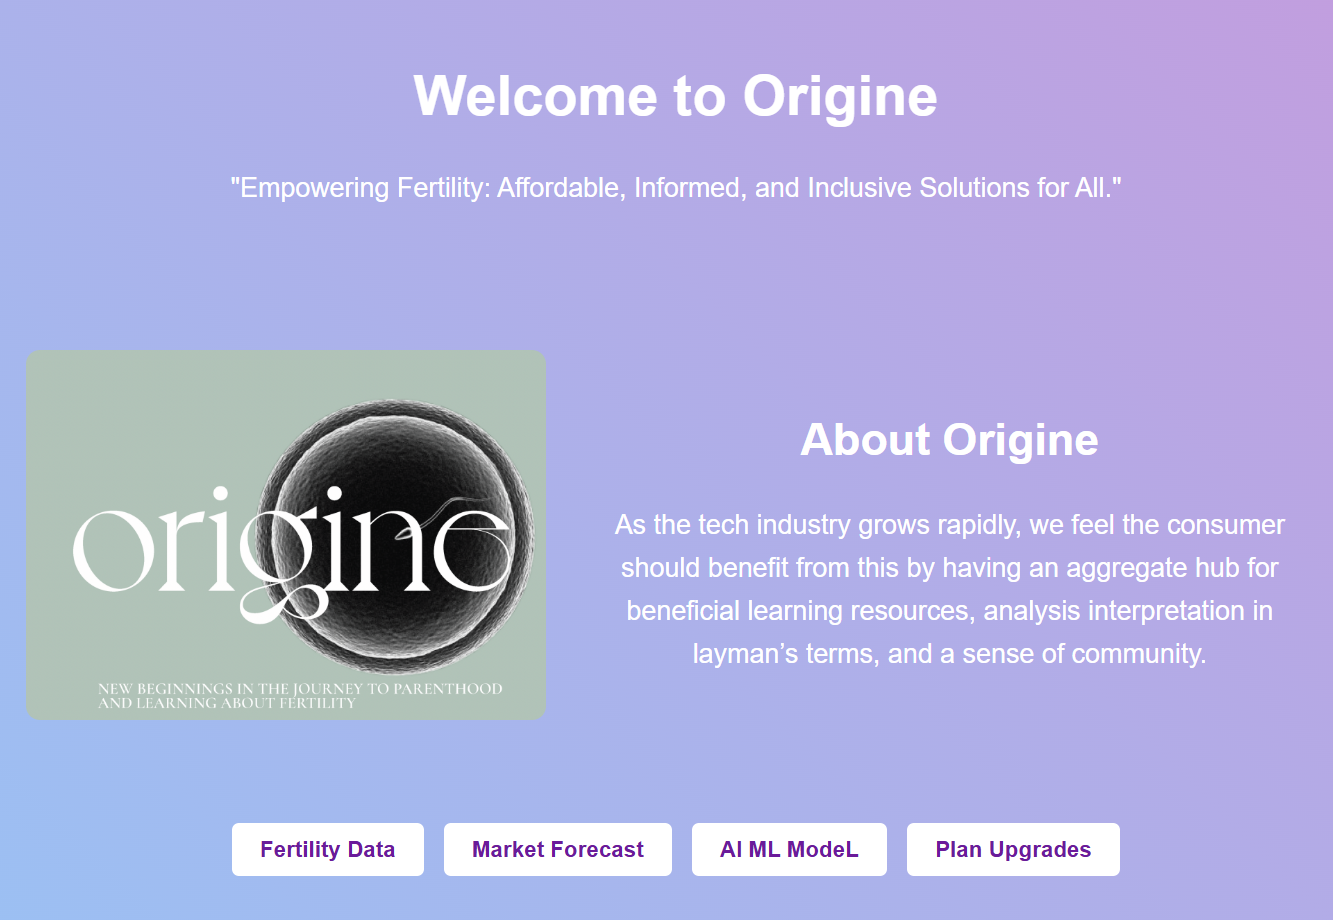 Welcome to Origine
"Empowering Fertility: Affordable, Informed, and Inclusive Solutions for All."
origine
NEW BEGINNINGS IN THE JOURNEY TO PARENTHOOD
AND LEARNING ABOUT FERTILITY
About Origine
As the tech industry grows rapidly, we feel the consumer
should benefit from this by having an aggregate hub for
beneficial learning resources, analysis interpretation in
layman’s terms, and a sense of community.
Fertility Data
Market Forecast
AI ML ModeL
Plan Upgrades